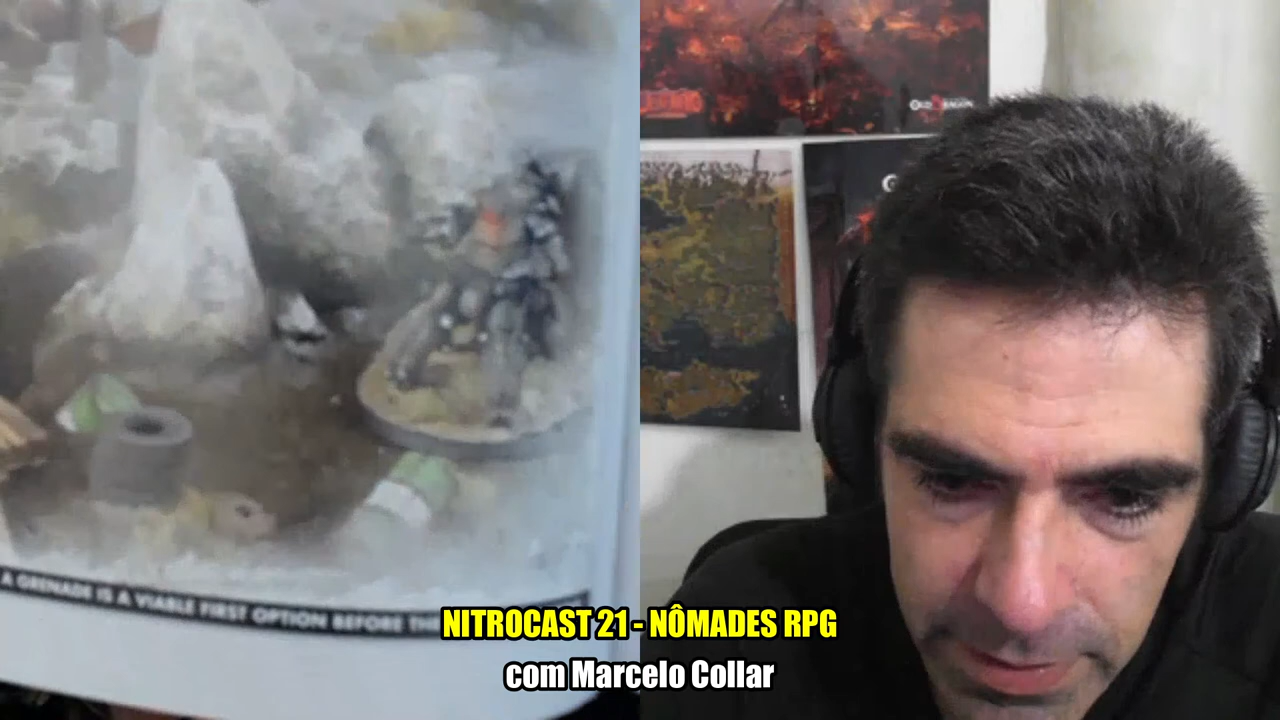 A GRENADE IS A VIABLE FIRST OPTION BEFORE
NITROCAST 21 - NÔMADES RPG
com Marcelo Collar